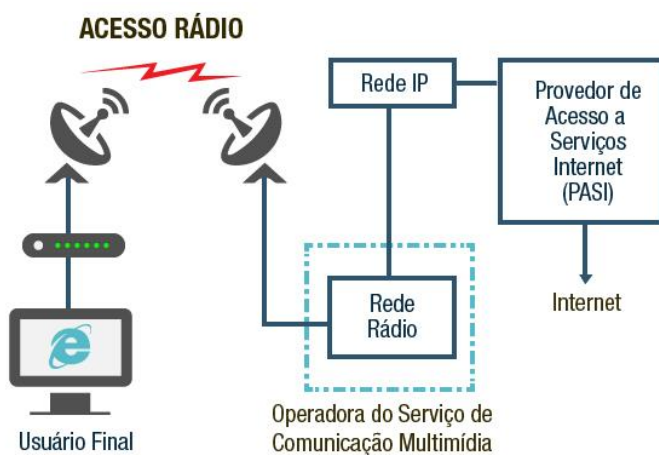 ACESSO RÁDIO
Rede IP
Provedor de
Acesso a
Serviços
Internet
(PASI)
Rede
Rádio
Internet
Operadora do Serviço de
Comunicação Multimídia
Usuário Final